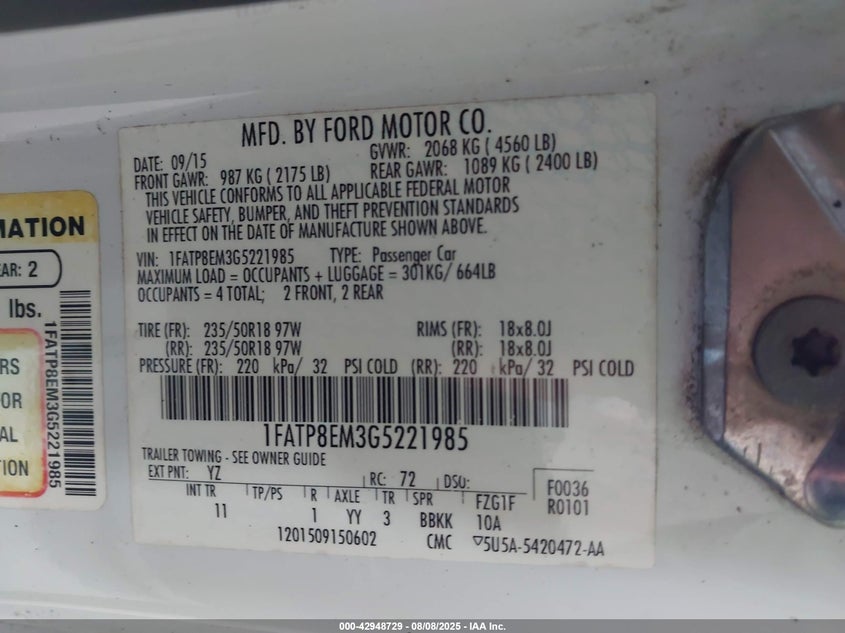 MFD. BY FORD MOTOR CO.
DATE: 09/15 GVWR: 2068 KG ( 4560 LB)
FRONT GAWR: 987 KG ( 2175 LB) REAR GAWR: 1089 KG ( 2400 LB)
THIS VEHICLE CONFORMS TO ALL APPLICABLE FEDERAL MOTOR
VEHICLE SAFETY, BUMPER, AND THEFT PREVENTION STANDARDS
IN EFFECT ON THE DATE OF MANUFACTURE SHOWN ABOVE.
VIN: 1FATP8EM3G5221985 TYPE: Passenger Car
MAXIMUM LOAD = OCCUPANTS + LUGGAGE = 301KG/ 664LB
OCCUPANTS = 4 TOTAL; 2 FRONT, 2 REAR
TIRE (FR): 235/50R18 97W RIMS (FR): 18x8.0J
(RR): 235/50R18 97W (RR): 18x8.0J
PRESSURE (FR): 220 kPa/ 32 PSI COLD (RR): 220 kPa/ 32 PSI COLD
1FATP8EM3G5221985
TRAILER TOWING - SEE OWNER GUIDE
EXT PNT: YZ RC: 72 DSO: F0036
INT TR TP/PS R AXLE TR SPR FZG1F R0101
11 1 YY 3 BBKK 10A
1201509150602 CMC ▽5U5A-5420472-AA
MATION
EAR: 2
lbs.
RS
OR
AL
TION
1FATP8EM3G5221985
000-42948729 - 08/08/2025 - IAA Inc.